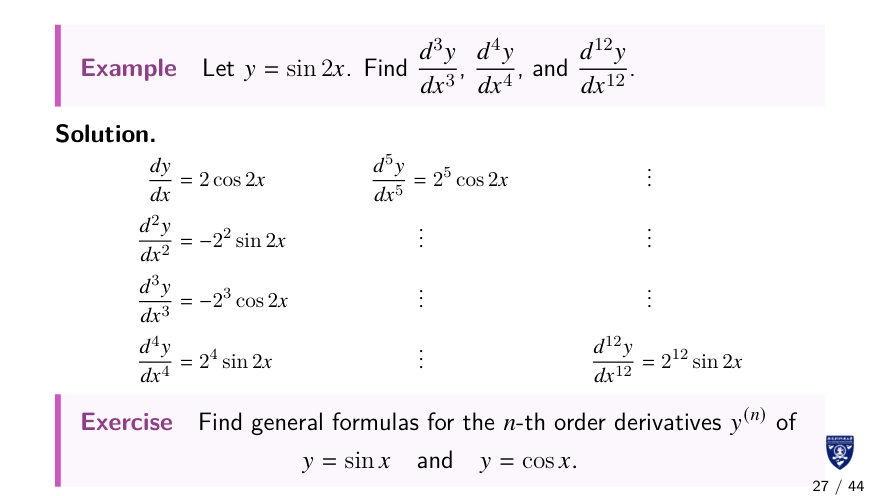 Example Let y = sin 2x. Find d³y/dx³, d⁴y/dx⁴, and d¹²y/dx¹².
Solution.
dy/dx = 2 cos 2x d⁵y/dx⁵ = 2⁵ cos 2x ⋮
d²y/dx² = −2² sin 2x ⋮ ⋮
d³y/dx³ = −2³ cos 2x ⋮ ⋮
d⁴y/dx⁴ = 2⁴ sin 2x ⋮ d¹²y/dx¹² = 2¹² sin 2x
Exercise Find general formulas for the n-th order derivatives y⁽ⁿ⁾ of
y = sin x and y = cos x.
27 / 44